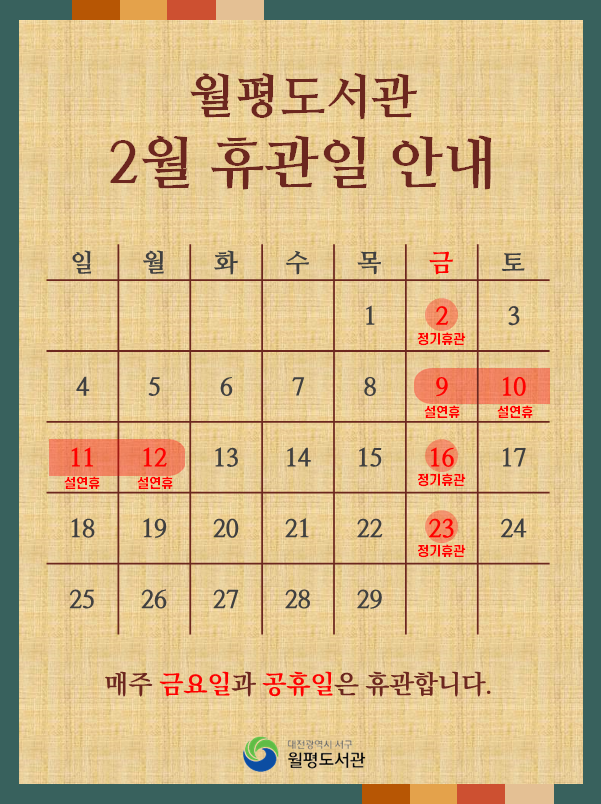 월평도서관
2월 휴관일 안내
일 월 화 수 목 금 토
1 2 3
정기휴관
4 5 6 7 8 9 10
설연휴 설연휴
11 12 13 14 15 16 17
설연휴 설연휴 정기휴관
18 19 20 21 22 23 24
정기휴관
25 26 27 28 29
매주 금요일과 공휴일은 휴관합니다.
대전광역시 서구
월평도서관